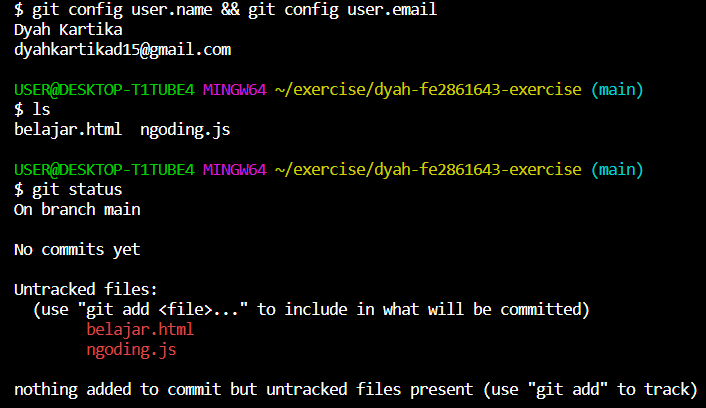 $ git config user.name && git config user.email
Dyah Kartika
dyahkartikad15@gmail.com
USER@DESKTOP-T1TUBE4 MINGW64 ~/exercise/dyah-fe2861643-exercise (main)
$ ls
belajar.html  ngoding.js
USER@DESKTOP-T1TUBE4 MINGW64 ~/exercise/dyah-fe2861643-exercise (main)
$ git status
On branch main
No commits yet
Untracked files:
  (use "git add <file>..." to include in what will be committed)
        belajar.html
        ngoding.js
nothing added to commit but untracked files present (use "git add" to track)